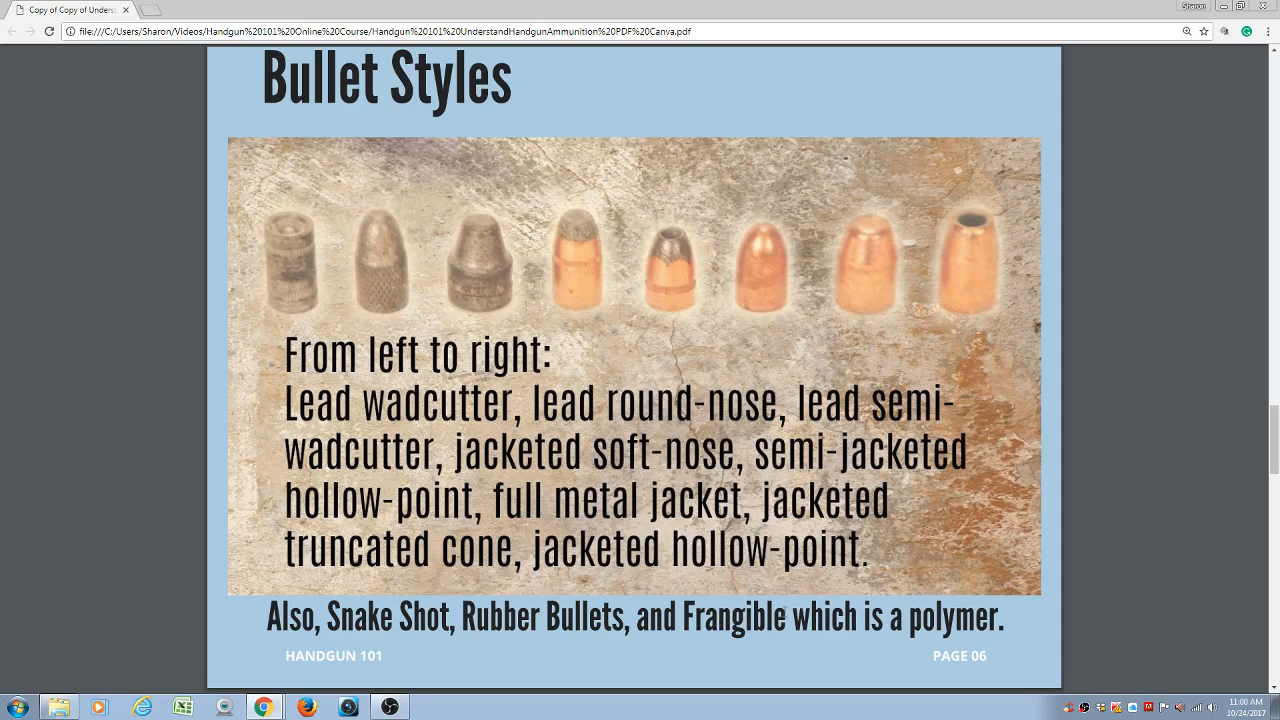 Copy of Copy of Underst
Sharon
file:///C:/Users/Sharon/Videos/Handgun%20101%20Online%20Course/Handgun%20101%20UnderstandHandgunAmmunition%20PDF%20Canva.pdf
Bullet Styles
From left to right:
Lead wadcutter, lead round-nose, lead semi-
wadcutter, jacketed soft-nose, semi-jacketed
hollow-point, full metal jacket, jacketed
truncated cone, jacketed hollow-point.
Also, Snake Shot, Rubber Bullets, and Frangible which is a polymer.
HANDGUN 101
PAGE 06
11:00 AM
10/24/2017